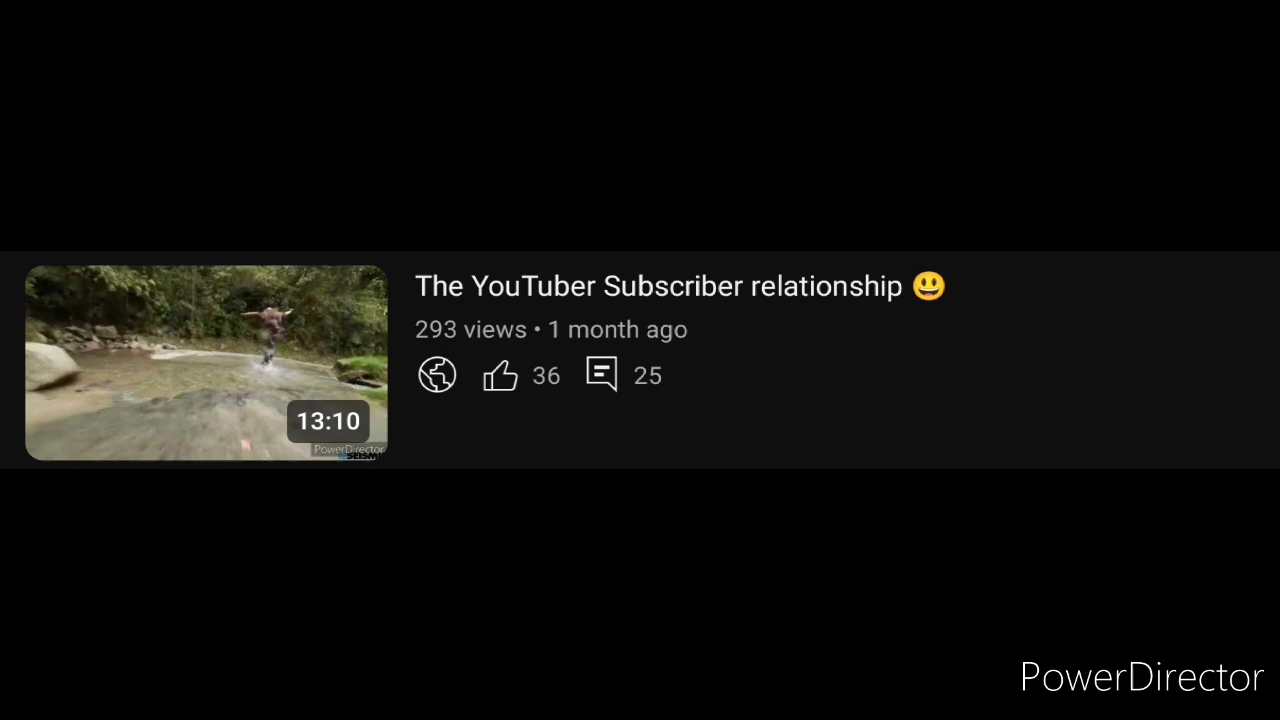 The YouTuber Subscriber relationship 😃
293 views • 1 month ago
36 25
13:10
PowerDirector
PowerDirector